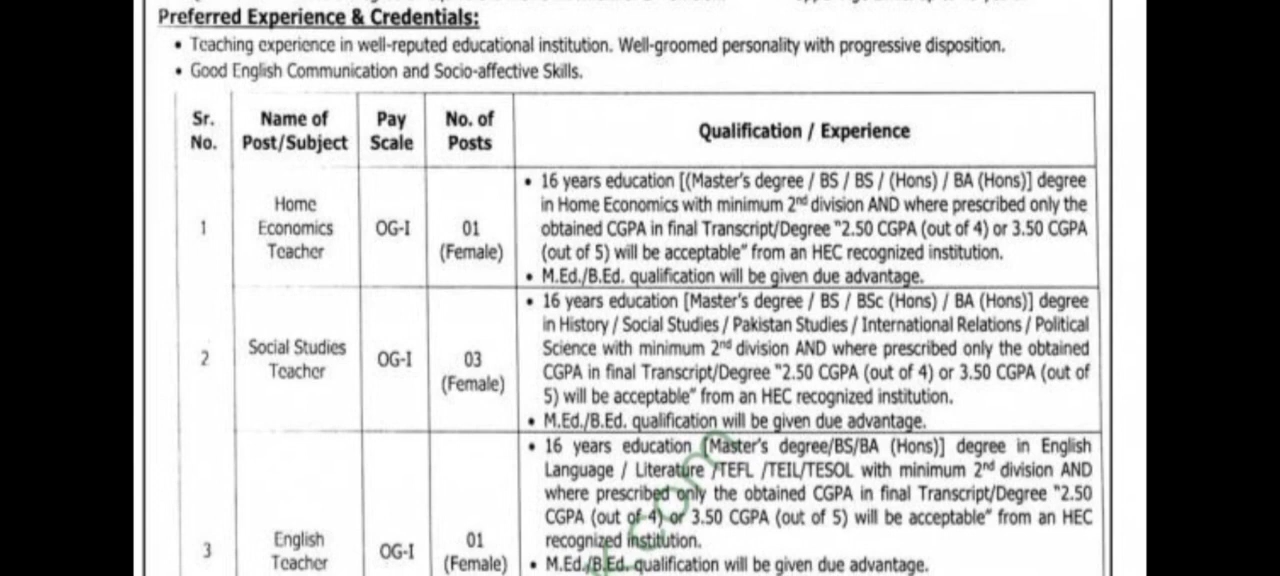 Preferred Experience & Credentials:
• Teaching experience in well-reputed educational institution. Well-groomed personality with progressive disposition.
• Good English Communication and Socio-affective Skills.
Sr. No.
Name of Post/Subject
Pay Scale
No. of Posts
Qualification / Experience
1
Home
Economics
Teacher
OG-I
01
(Female)
• 16 years education [(Master's degree / BS / BS / (Hons) / BA (Hons)] degree
in Home Economics with minimum 2nd division AND where prescribed only the
obtained CGPA in final Transcript/Degree "2.50 CGPA (out of 4) or 3.50 CGPA
(out of 5) will be acceptable" from an HEC recognized institution.
• M.Ed./B.Ed. qualification will be given due advantage.
2
Social Studies
Teacher
OG-I
03
(Female)
• 16 years education [Master's degree / BS / BSc (Hons) / BA (Hons)] degree
in History / Social Studies / Pakistan Studies / International Relations / Political
Science with minimum 2nd division AND where prescribed only the obtained
CGPA in final Transcript/Degree "2.50 CGPA (out of 4) or 3.50 CGPA (out of
5) will be acceptable" from an HEC recognized institution.
• M.Ed./B.Ed. qualification will be given due advantage.
3
English
Teacher
OG-I
01
(Female)
• 16 years education [Master's degree/BS/BA (Hons)] degree in English
Language / Literature /TEFL /TEIL/TESOL with minimum 2nd division AND
where prescribed only the obtained CGPA in final Transcript/Degree "2.50
CGPA (out of 4) or 3.50 CGPA (out of 5) will be acceptable" from an HEC
recognized institution.
• M.Ed./B.Ed. qualification will be given due advantage.
.com